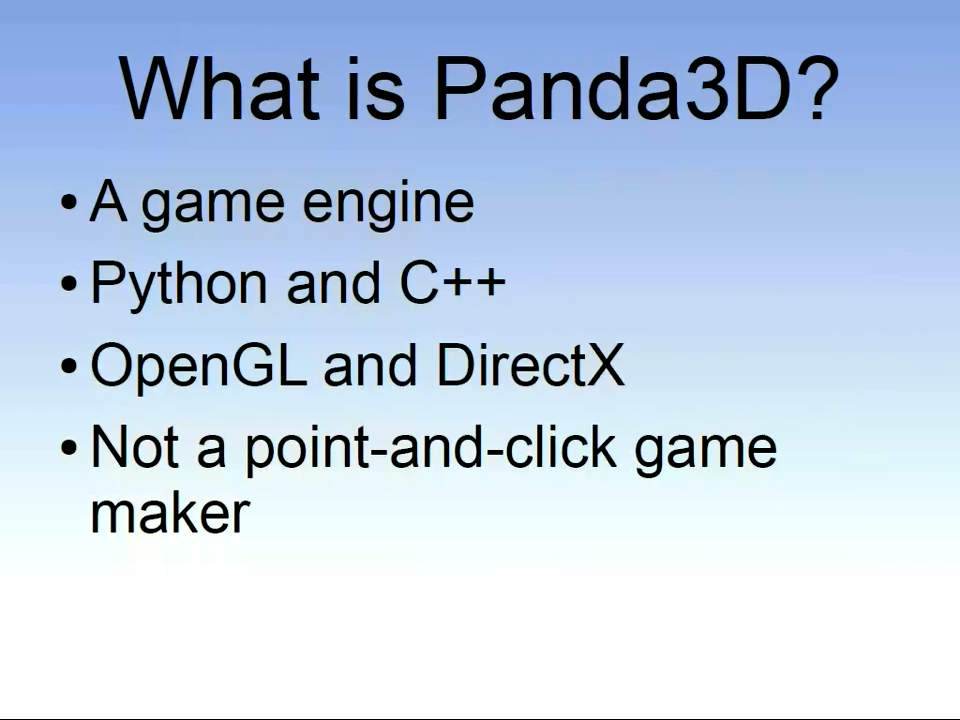 What is Panda3D?
• A game engine
• Python and C++
• OpenGL and DirectX
• Not a point-and-click game
maker